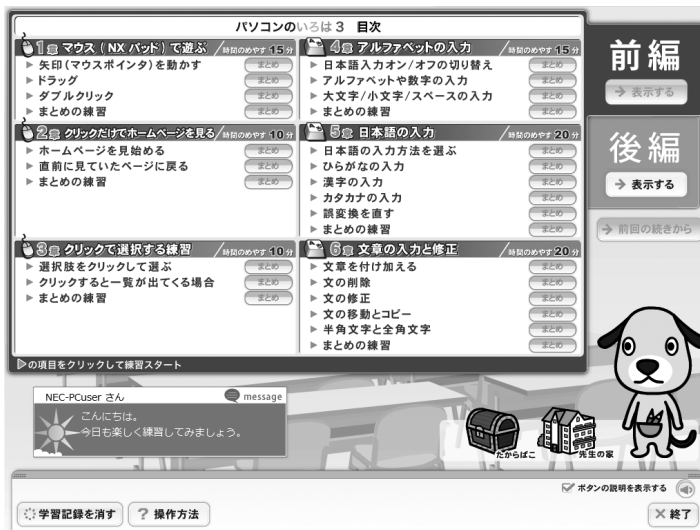 パソコンのいろは3 目次
1章 マウス(NXパッド)で遊ぶ 時間のめやす15分
▶ 矢印(マウスポインタ)を動かす まとめ
▶ ドラッグ まとめ
▶ ダブルクリック まとめ
▶ まとめの練習 まとめ
2章 クリックだけでホームページを見る 時間のめやす10分
▶ ホームページを見始める まとめ
▶ 直前に見ていたページに戻る まとめ
▶ まとめの練習 まとめ
3章 クリックで選択する練習 時間のめやす10分
▶ 選択肢をクリックして選ぶ まとめ
▶ クリックすると一覧が出てくる場合 まとめ
▶ まとめの練習 まとめ
4章 アルファベットの入力 時間のめやす15分
▶ 日本語入力オン/オフの切り替え まとめ
▶ アルファベットや数字の入力 まとめ
▶ 大文字/小文字/スペースの入力 まとめ
▶ まとめの練習 まとめ
5章 日本語の入力 時間のめやす20分
▶ 日本語の入力方法を選ぶ まとめ
▶ ひらがなの入力 まとめ
▶ 漢字の入力 まとめ
▶ カタカナの入力 まとめ
▶ 誤変換を直す まとめ
▶ まとめの練習 まとめ
6章 文章の入力と修正 時間のめやす20分
▶ 文章を付け加える まとめ
▶ 文の削除 まとめ
▶ 文の修正 まとめ
▶ 文の移動とコピー まとめ
▶ 半角文字と全角文字 まとめ
▶ まとめの練習 まとめ
▷の項目をクリックして練習スタート
前編
→ 表示する
後編
→ 表示する
→ 前回の続きから
NEC-PCuser さん message
こんにちは。
今日も楽しく練習してみましょう。
たからばこ
先生の家
ボタンの説明を表示する
学習記録を消す
? 操作方法
× 終了